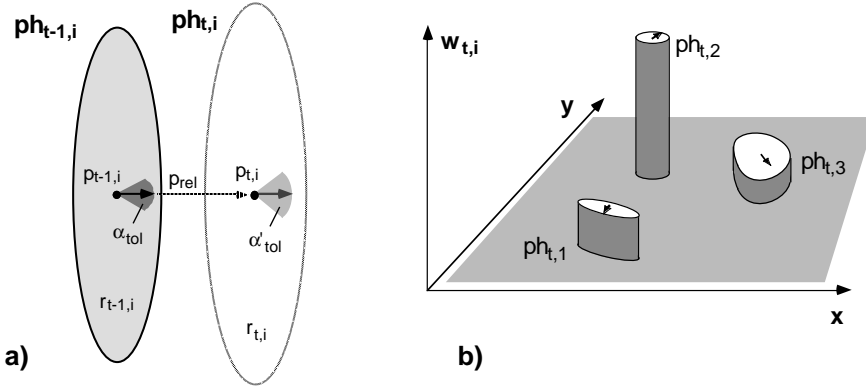 ph_{t-1,i}
ph_{t,i}
p_{t-1,i}
p_{rel}
p_{t,i}
α_{tol}
α'_{tol}
r_{t-1,i}
r_{t,i}
a)
w_{t,i}
ph_{t,2}
y
ph_{t,3}
ph_{t,1}
x
b)